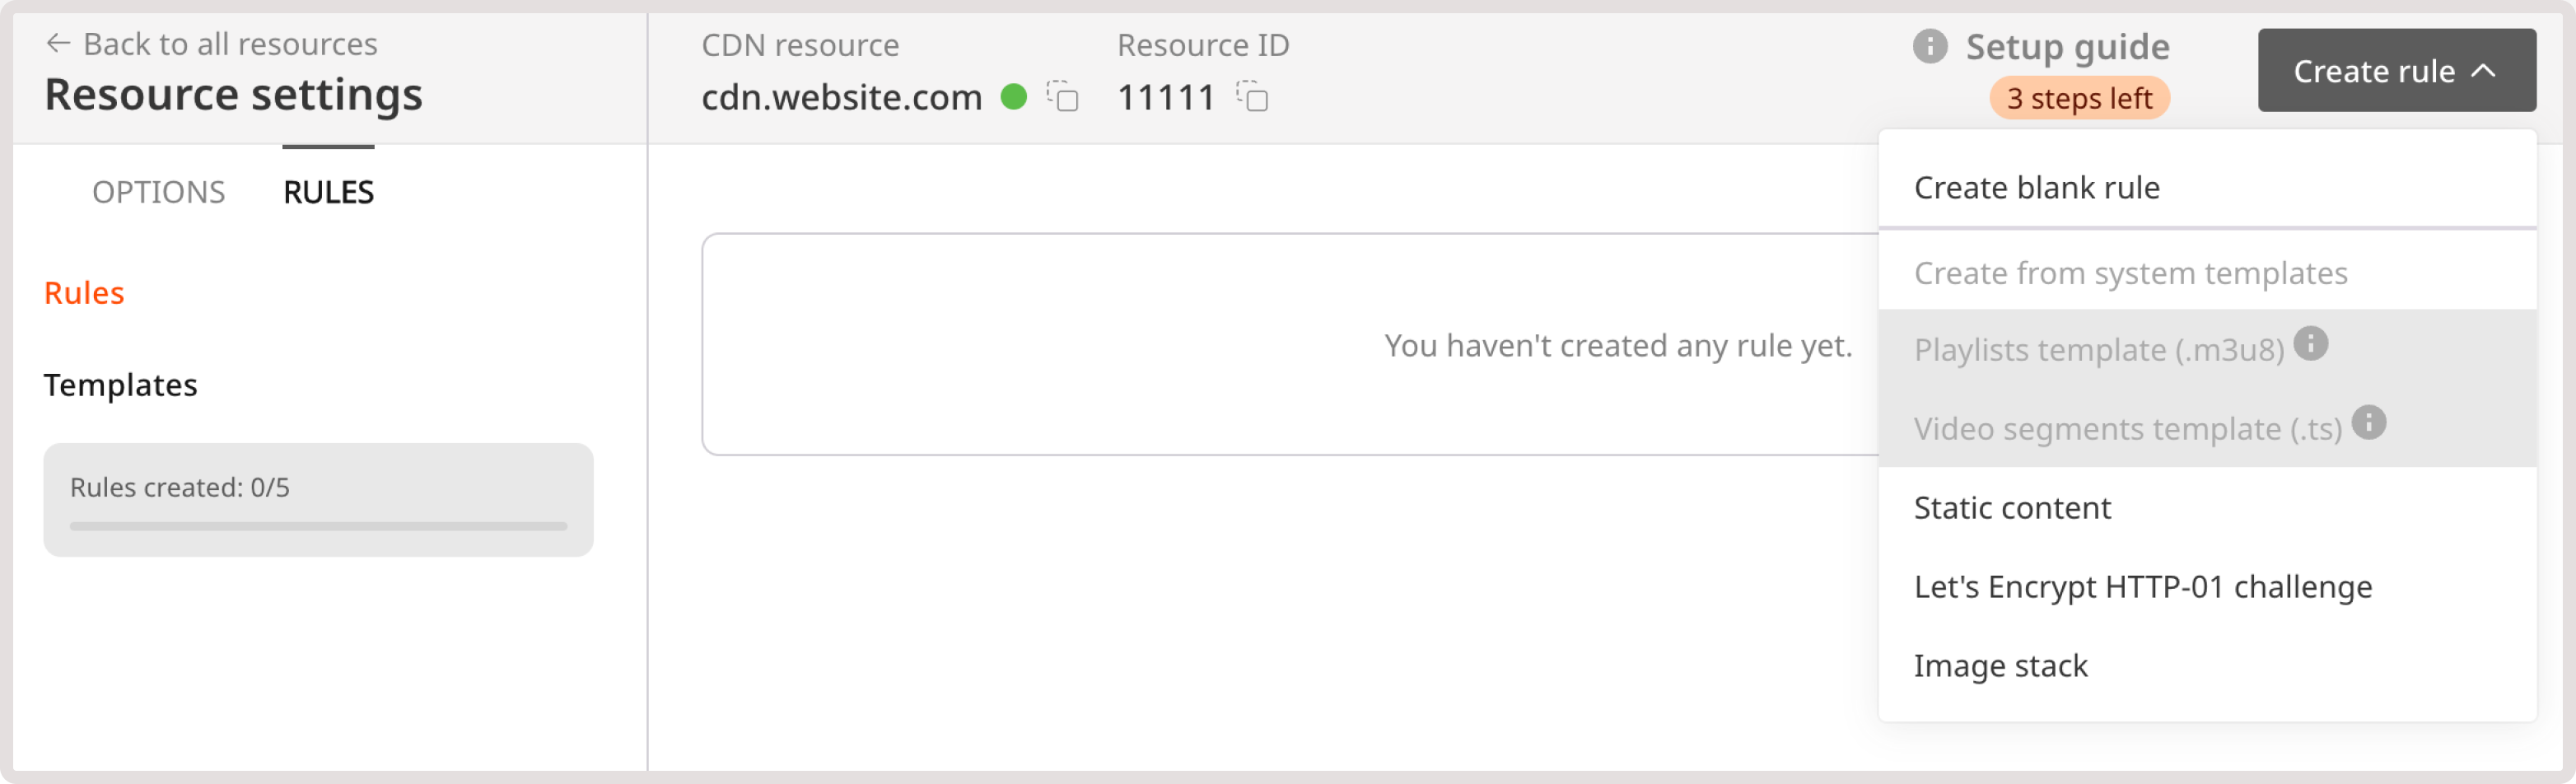 Back to all resources
Resource settings
CDN resource
cdn.website.com
Resource ID
11111
Setup guide
3 steps left
Create rule
OPTIONS
RULES
Rules
Templates
Rules created: 0/5
You haven't created any rule yet.
Create blank rule
Create from system templates
Playlists template (.m3u8)
Video segments template (.ts)
Static content
Let's Encrypt HTTP-01 challenge
Image stack